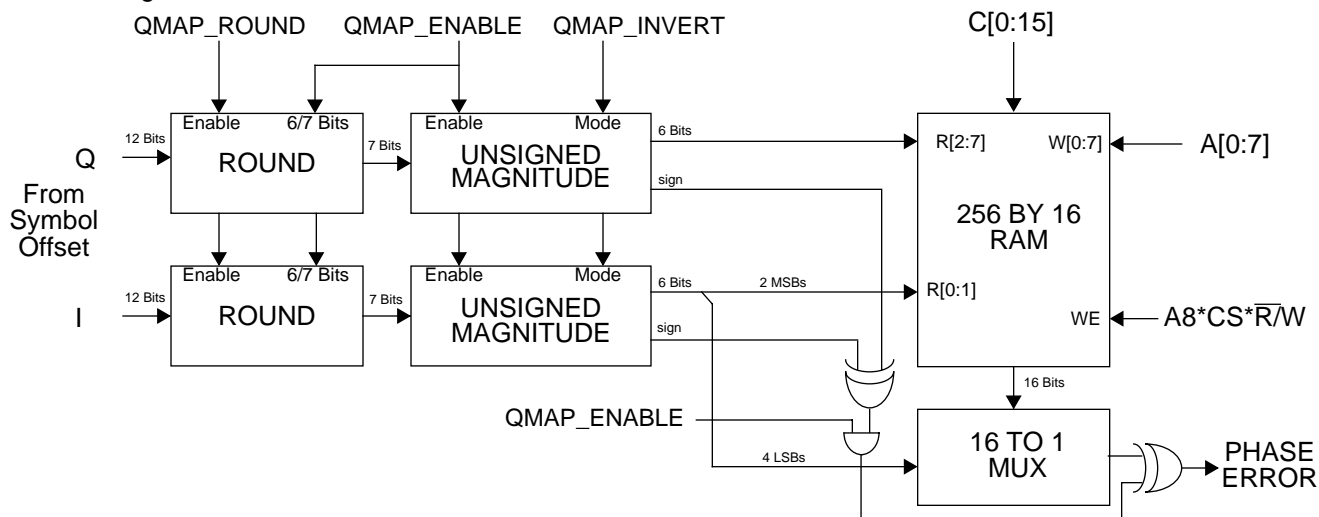 QMAP_ROUND QMAP_ENABLE QMAP_INVERT C[0:15]
Enable 6/7 Bits Enable Mode 6 Bits
12 Bits
Q
ROUND
7 Bits
UNSIGNED
MAGNITUDE
sign
R[2:7] W[0:7] A[0:7]
From
Symbol
Offset
256 BY 16
RAM
Enable 6/7 Bits Enable Mode 6 Bits 2 MSBs
R[0:1]
12 Bits
I
ROUND
7 Bits
UNSIGNED
MAGNITUDE
sign
WE A8*CS*R̅/W
16 Bits
QMAP_ENABLE
4 LSBs
16 TO 1
MUX
PHASE
ERROR